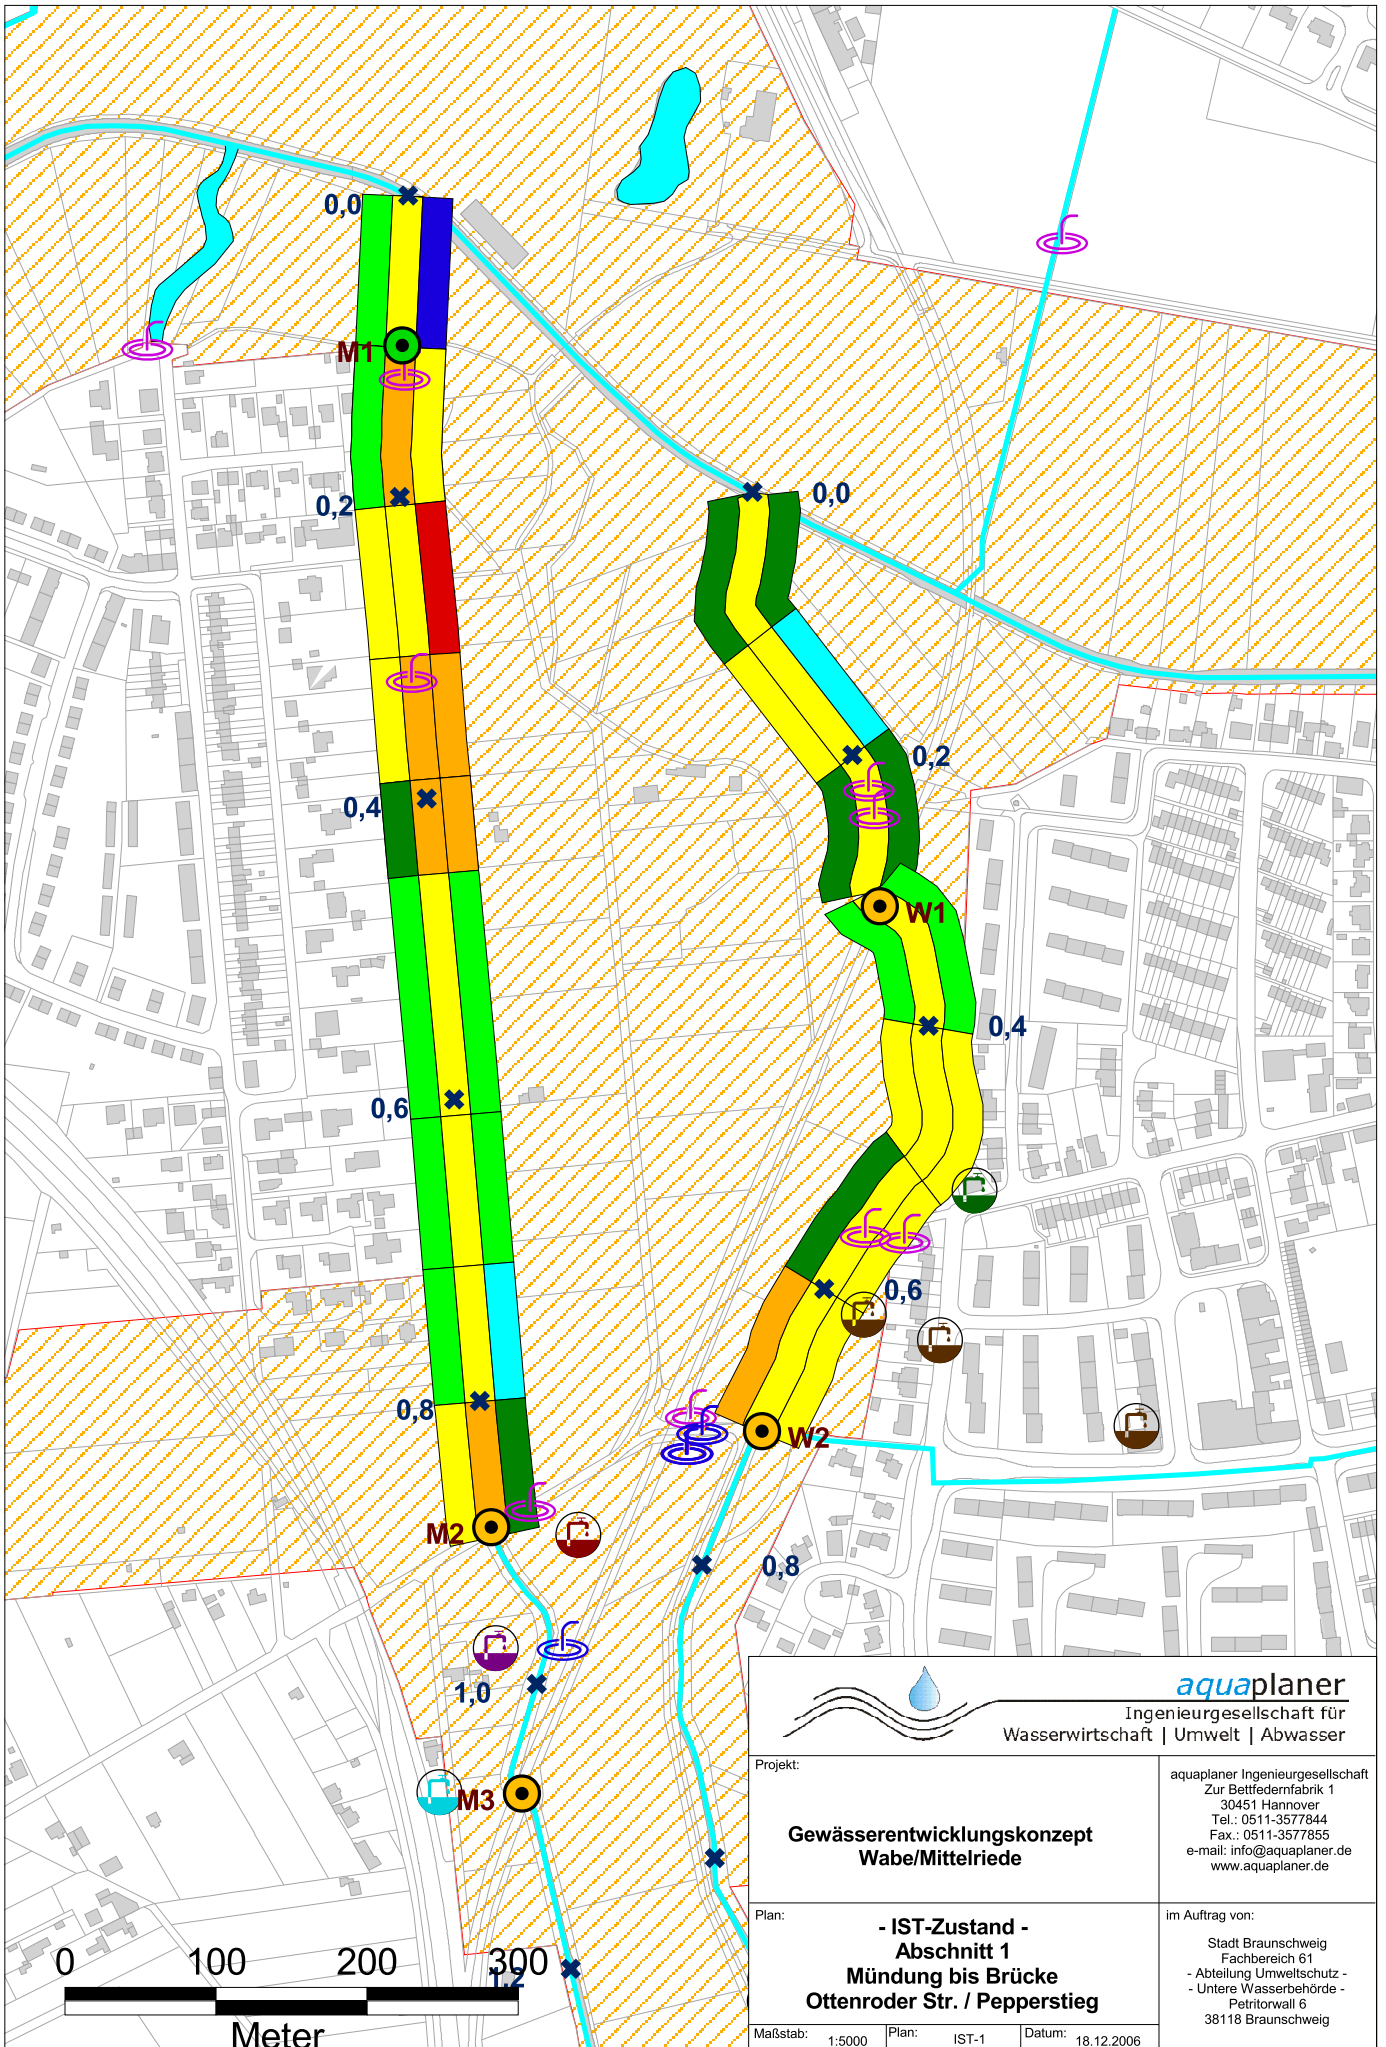 0,0
M1
0,2
0,0
0,2
0,4
W1
0,4
0,6
0,6
0,8
W2
M2
0,8
1,0
M3
1,2
0 100 200 300
Meter
aquaplaner
Ingenieurgesellschaft für
Wasserwirtschaft | Umwelt | Abwasser
Projekt:
Gewässerentwicklungskonzept
Wabe/Mittelriede
aquaplaner Ingenieurgesellschaft
Zur Bettfedernfabrik 1
30451 Hannover
Tel.: 0511-3577844
Fax.: 0511-3577855
e-mail: info@aquaplaner.de
www.aquaplaner.de
Plan:
- IST-Zustand -
Abschnitt 1
Mündung bis Brücke
Ottenroder Str. / Pepperstieg
im Auftrag von:
Stadt Braunschweig
Fachbereich 61
- Abteilung Umweltschutz -
- Untere Wasserbehörde -
Petritorwall 6
38118 Braunschweig
Maßstab: 1:5000 Plan: IST-1 Datum: 18.12.2006